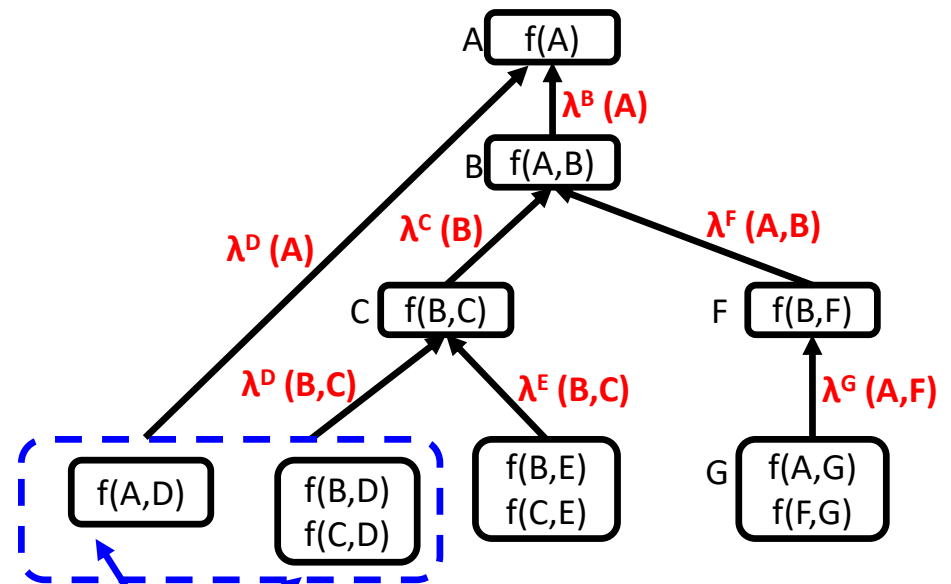 A f(A)
λᴮ (A)
B f(A,B)
λᶜ (B)
λᶠ (A,B)
λᴰ (A)
C f(B,C)
F f(B,F)
λᴰ (B,C)
λᴱ (B,C)
λᴳ (A,F)
f(A,D)
f(B,D)
f(C,D)
f(B,E)
f(C,E)
G f(A,G)
f(F,G)